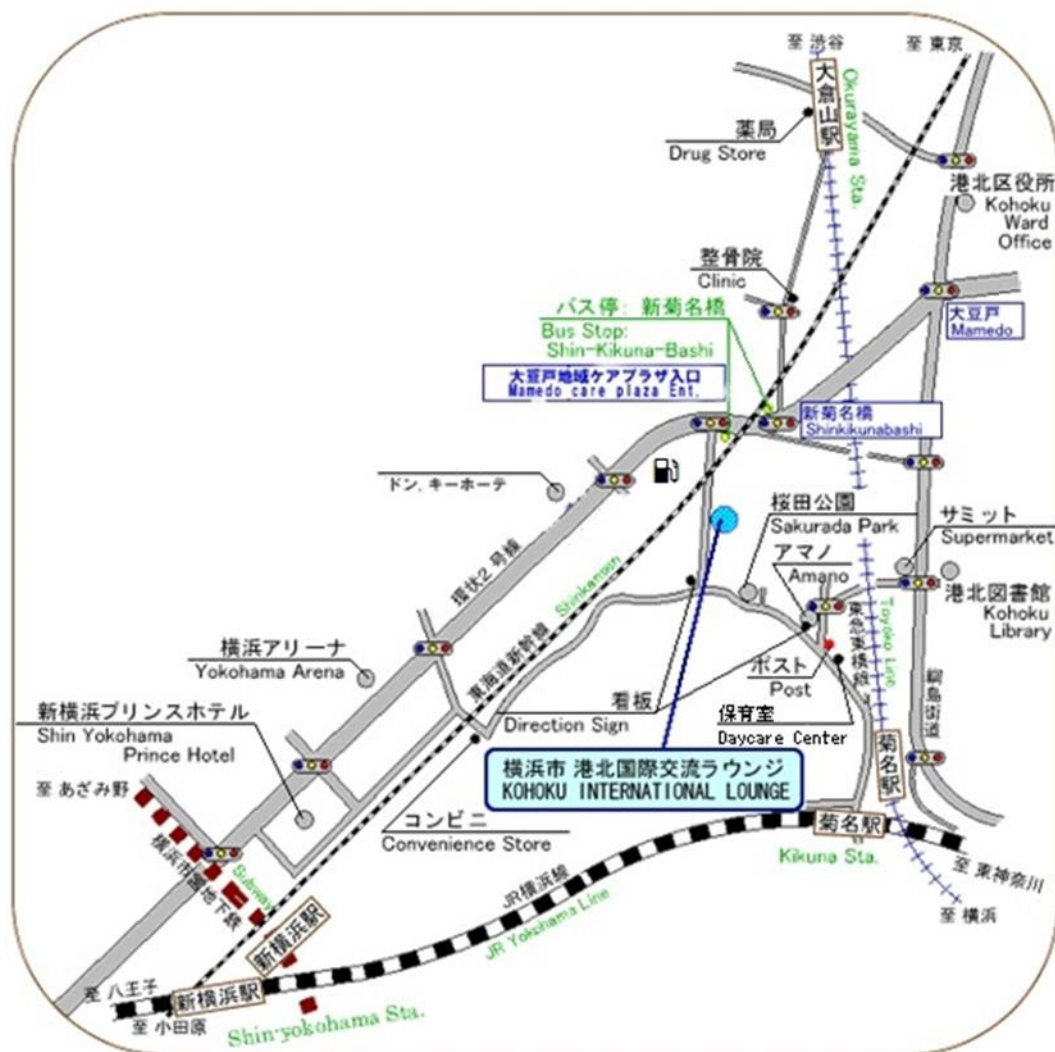 至 渋谷
至 東京
大倉山駅
Okurayama Sta.
薬局
Drug Store
港北区役所
Kohoku
Ward
Office
整骨院
Clinic
バス停: 新菊名橋
Bus Stop:
Shin-Kikuna-Bashi
大豆戸
Mamedo
大豆戸地域ケアプラザ入口
Mamedo care plaza Ent.
新菊名橋
Shinkikunabashi
ドン.キーホーテ
桜田公園
Sakurada Park
サミット
Supermarket
アマノ
Amano
環状2 号線
Shinkansen
東海道新幹線
港北図書館
Kohoku
Library
東急東横線
Toyoko Line
綱島街道
横浜アリーナ
Yokohama Arena
ポスト
Post
看板
Direction Sign
保育室
Daycare Center
新横浜プリンスホテル
Shin Yokohama
Prince Hotel
菊名駅
横浜市 港北国際交流ラウンジ
KOHOKU INTERNATIONAL LOUNGE
至 あざみ野
コンビニ
Convenience Store
菊名駅
Kikuna Sta.
横浜市営地下鉄
Subway
至 東神奈川
至 横浜
JR横浜線
JR Yokohama Line
新横浜駅
至 八王子
新横浜駅
至 小田原
Shin-yokohama Sta.